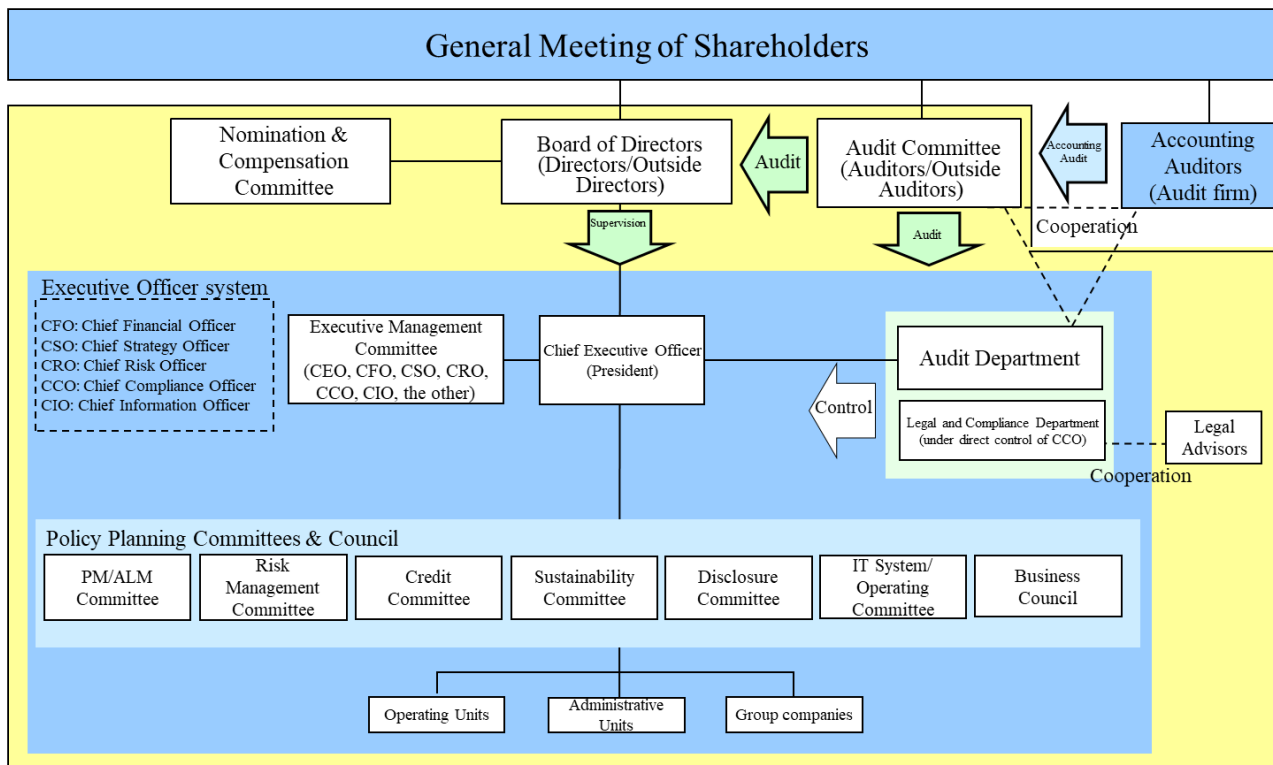 General Meeting of Shareholders
Nomination &
Compensation
Committee
Board of Directors
(Directors/Outside
Directors)
Audit
Audit Committee
(Auditors/Outside
Auditors)
Accounting
Audit
Accounting
Auditors
(Audit firm)
Cooperation
Supervision
Audit
Executive Officer system
CFO: Chief Financial Officer
CSO: Chief Strategy Officer
CRO: Chief Risk Officer
CCO: Chief Compliance Officer
CIO: Chief Information Officer
Executive Management
Committee
(CEO, CFO, CSO, CRO,
CCO, CIO, the other)
Chief Executive Officer
(President)
Audit Department
Control
Legal and Compliance Department
(under direct control of CCO)
Legal
Advisors
Cooperation
Policy Planning Committees & Council
PM/ALM
Committee
Risk
Management
Committee
Credit
Committee
Sustainability
Committee
Disclosure
Committee
IT System/
Operating
Committee
Business
Council
Operating Units
Administrative
Units
Group companies